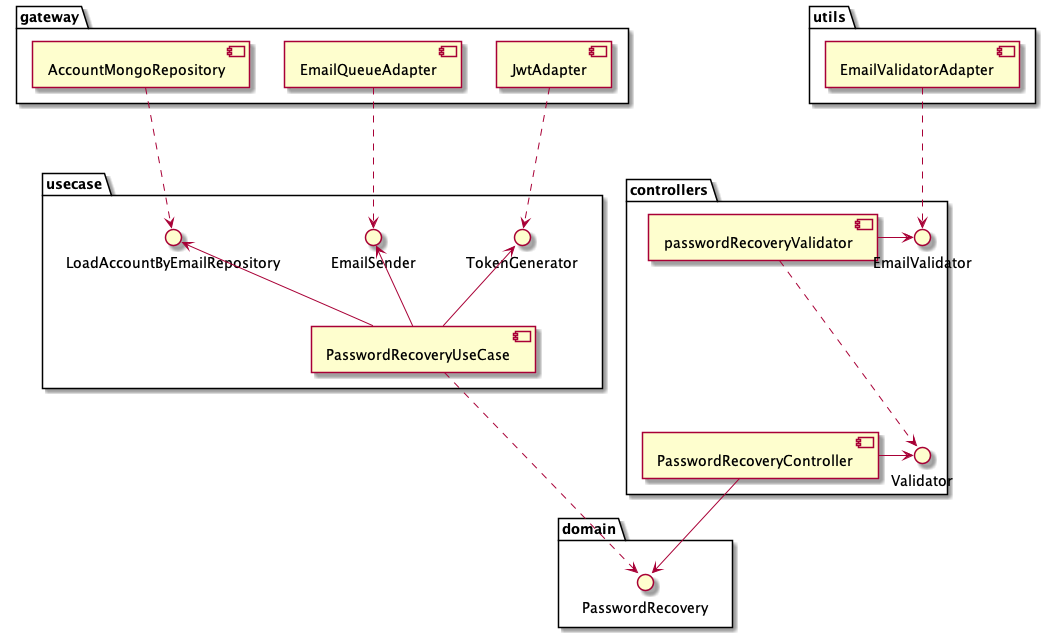 gateway
utils
AccountMongoRepository
EmailQueueAdapter
JwtAdapter
EmailValidatorAdapter
usecase
controllers
passwordRecoveryValidator
LoadAccountByEmailRepository
EmailSender
TokenGenerator
EmailValidator
PasswordRecoveryUseCase
PasswordRecoveryController
Validator
domain
PasswordRecovery